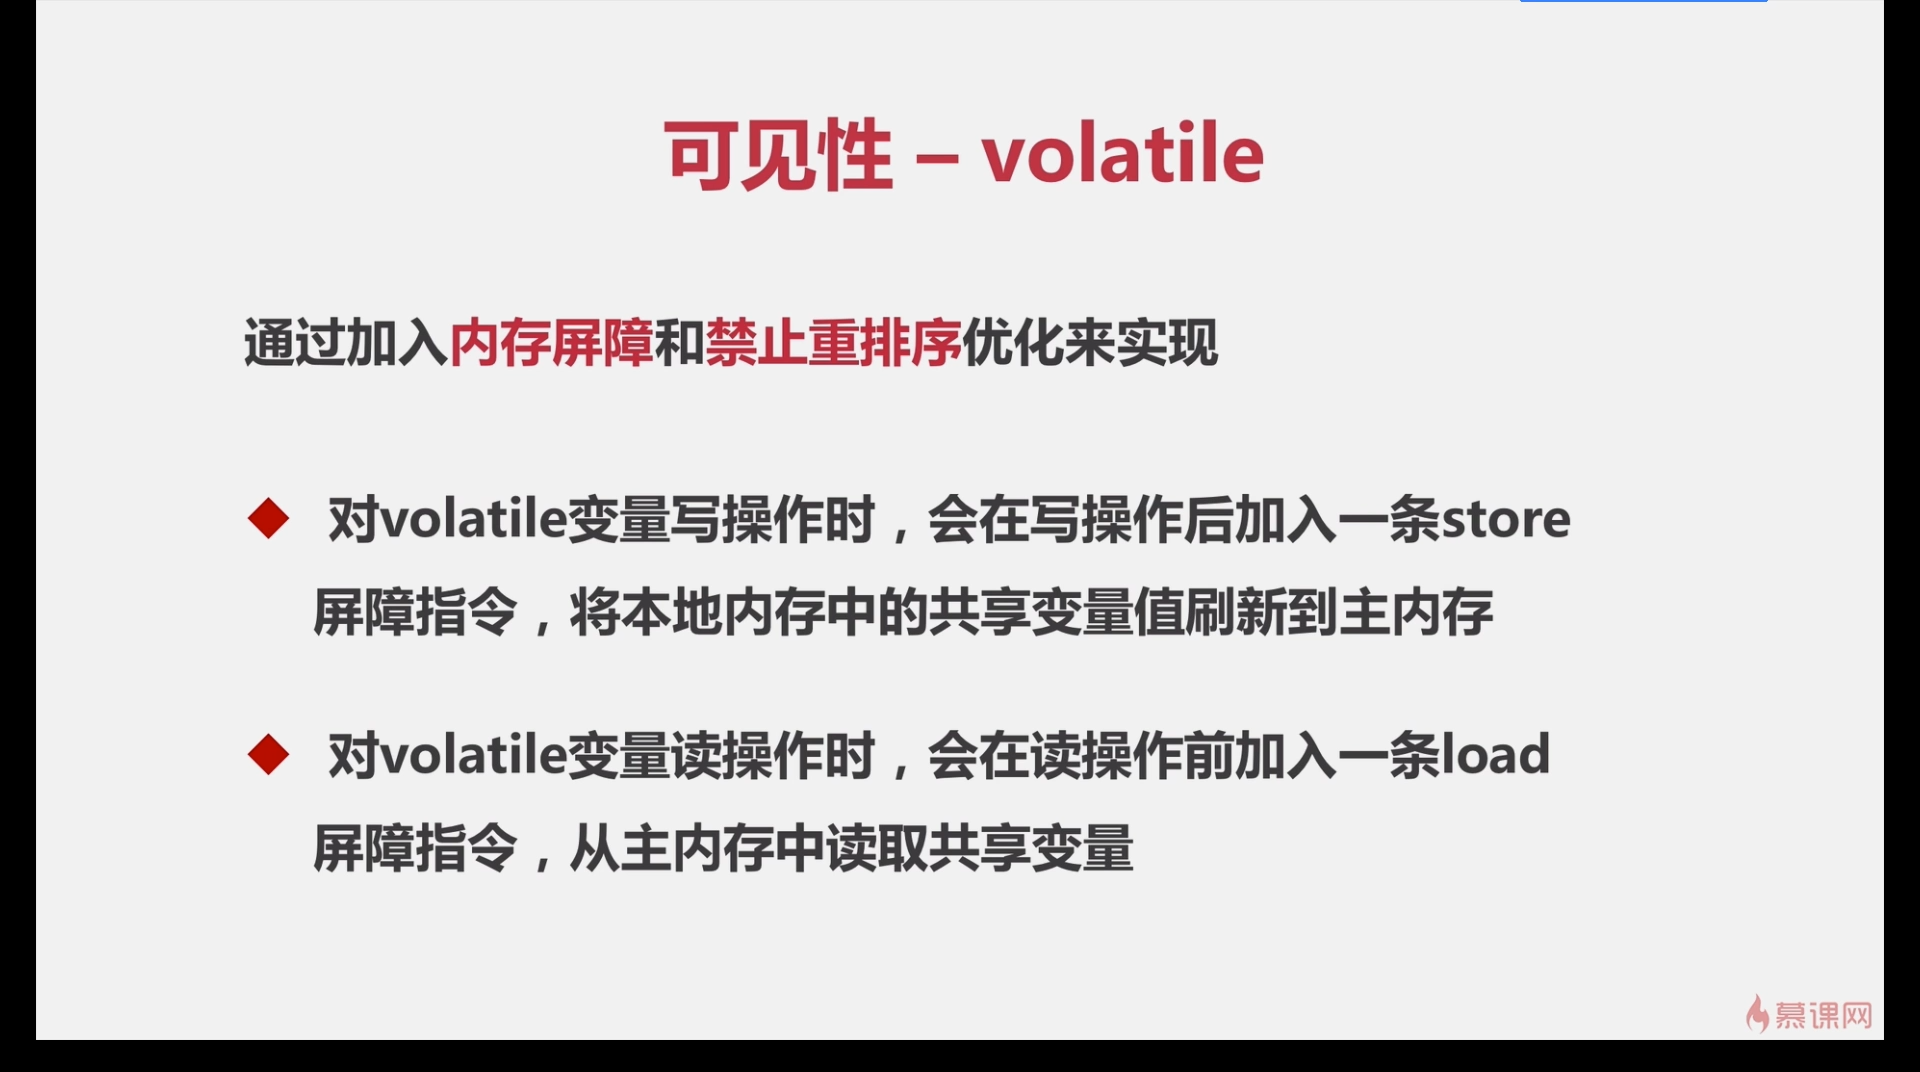 可见性 – volatile
通过加入内存屏障和禁止重排序优化来实现
对volatile变量写操作时，会在写操作后加入一条store
屏障指令，将本地内存中的共享变量值刷新到主内存
对volatile变量读操作时，会在读操作前加入一条load
屏障指令，从主内存中读取共享变量
慕课网